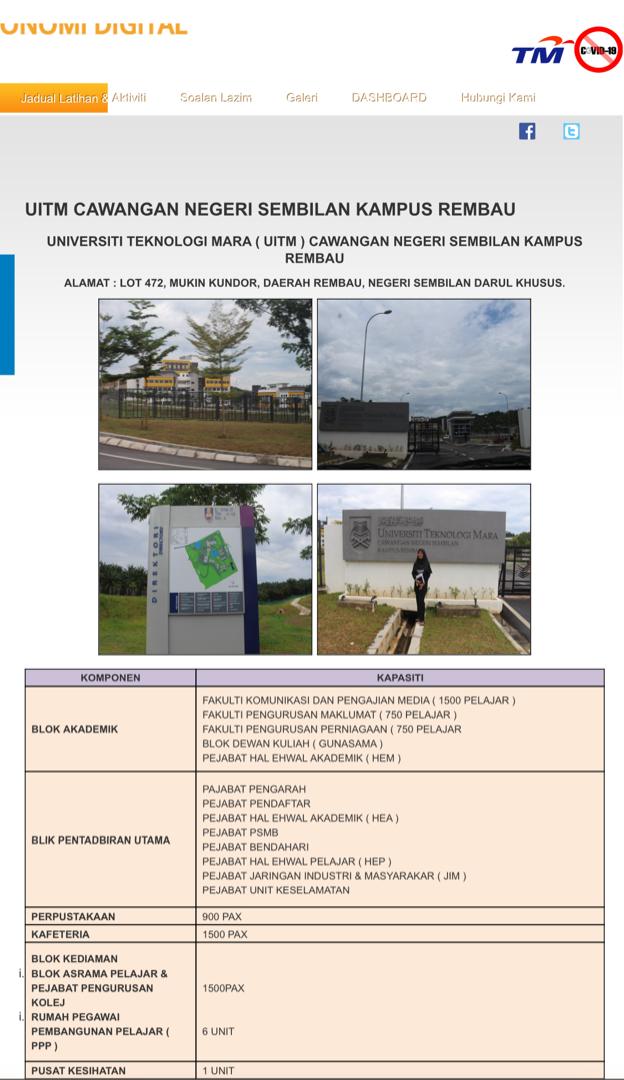 ONOMI DIGITAL
TM
COVID-19
Jadual Latihan & Aktiviti
Soalan Lazim
Galeri
DASHBOARD
Hubungi Kami
UITM CAWANGAN NEGERI SEMBILAN KAMPUS REMBAU
UNIVERSITI TEKNOLOGI MARA ( UITM ) CAWANGAN NEGERI SEMBILAN KAMPUS
REMBAU
ALAMAT : LOT 472, MUKIN KUNDOR, DAERAH REMBAU, NEGERI SEMBILAN DARUL KHUSUS.
DIREKTORI
UNIVERSITI TEKNOLOGI MARA
CAWANGAN NEGERI SEMBILAN
KAMPUS REMBAU
KOMPONEN
KAPASITI
BLOK AKADEMIK
FAKULTI KOMUNIKASI DAN PENGAJIAN MEDIA ( 1500 PELAJAR )
FAKULTI PENGURUSAN MAKLUMAT ( 750 PELAJAR )
FAKULTI PENGURUSAN PERNIAGAAN ( 750 PELAJAR
BLOK DEWAN KULIAH ( GUNASAMA )
PEJABAT HAL EHWAL AKADEMIK ( HEM )
BLIK PENTADBIRAN UTAMA
PAJABAT PENGARAH
PEJABAT PENDAFTAR
PEJABAT HAL EHWAL AKADEMIK ( HEA )
PEJABAT PSMB
PEJABAT BENDAHARI
PEJABAT HAL EHWAL PELAJAR ( HEP )
PEJABAT JARINGAN INDUSTRI & MASYARAKAR ( JIM )
PEJABAT UNIT KESELAMATAN
PERPUSTAKAAN
900 PAX
KAFETERIA
1500 PAX
BLOK KEDIAMAN
i. BLOK ASRAMA PELAJAR &
PEJABAT PENGURUSAN
KOLEJ
1500PAX
i. RUMAH PEGAWAI
PEMBANGUNAN PELAJAR (
PPP )
6 UNIT
PUSAT KESIHATAN
1 UNIT